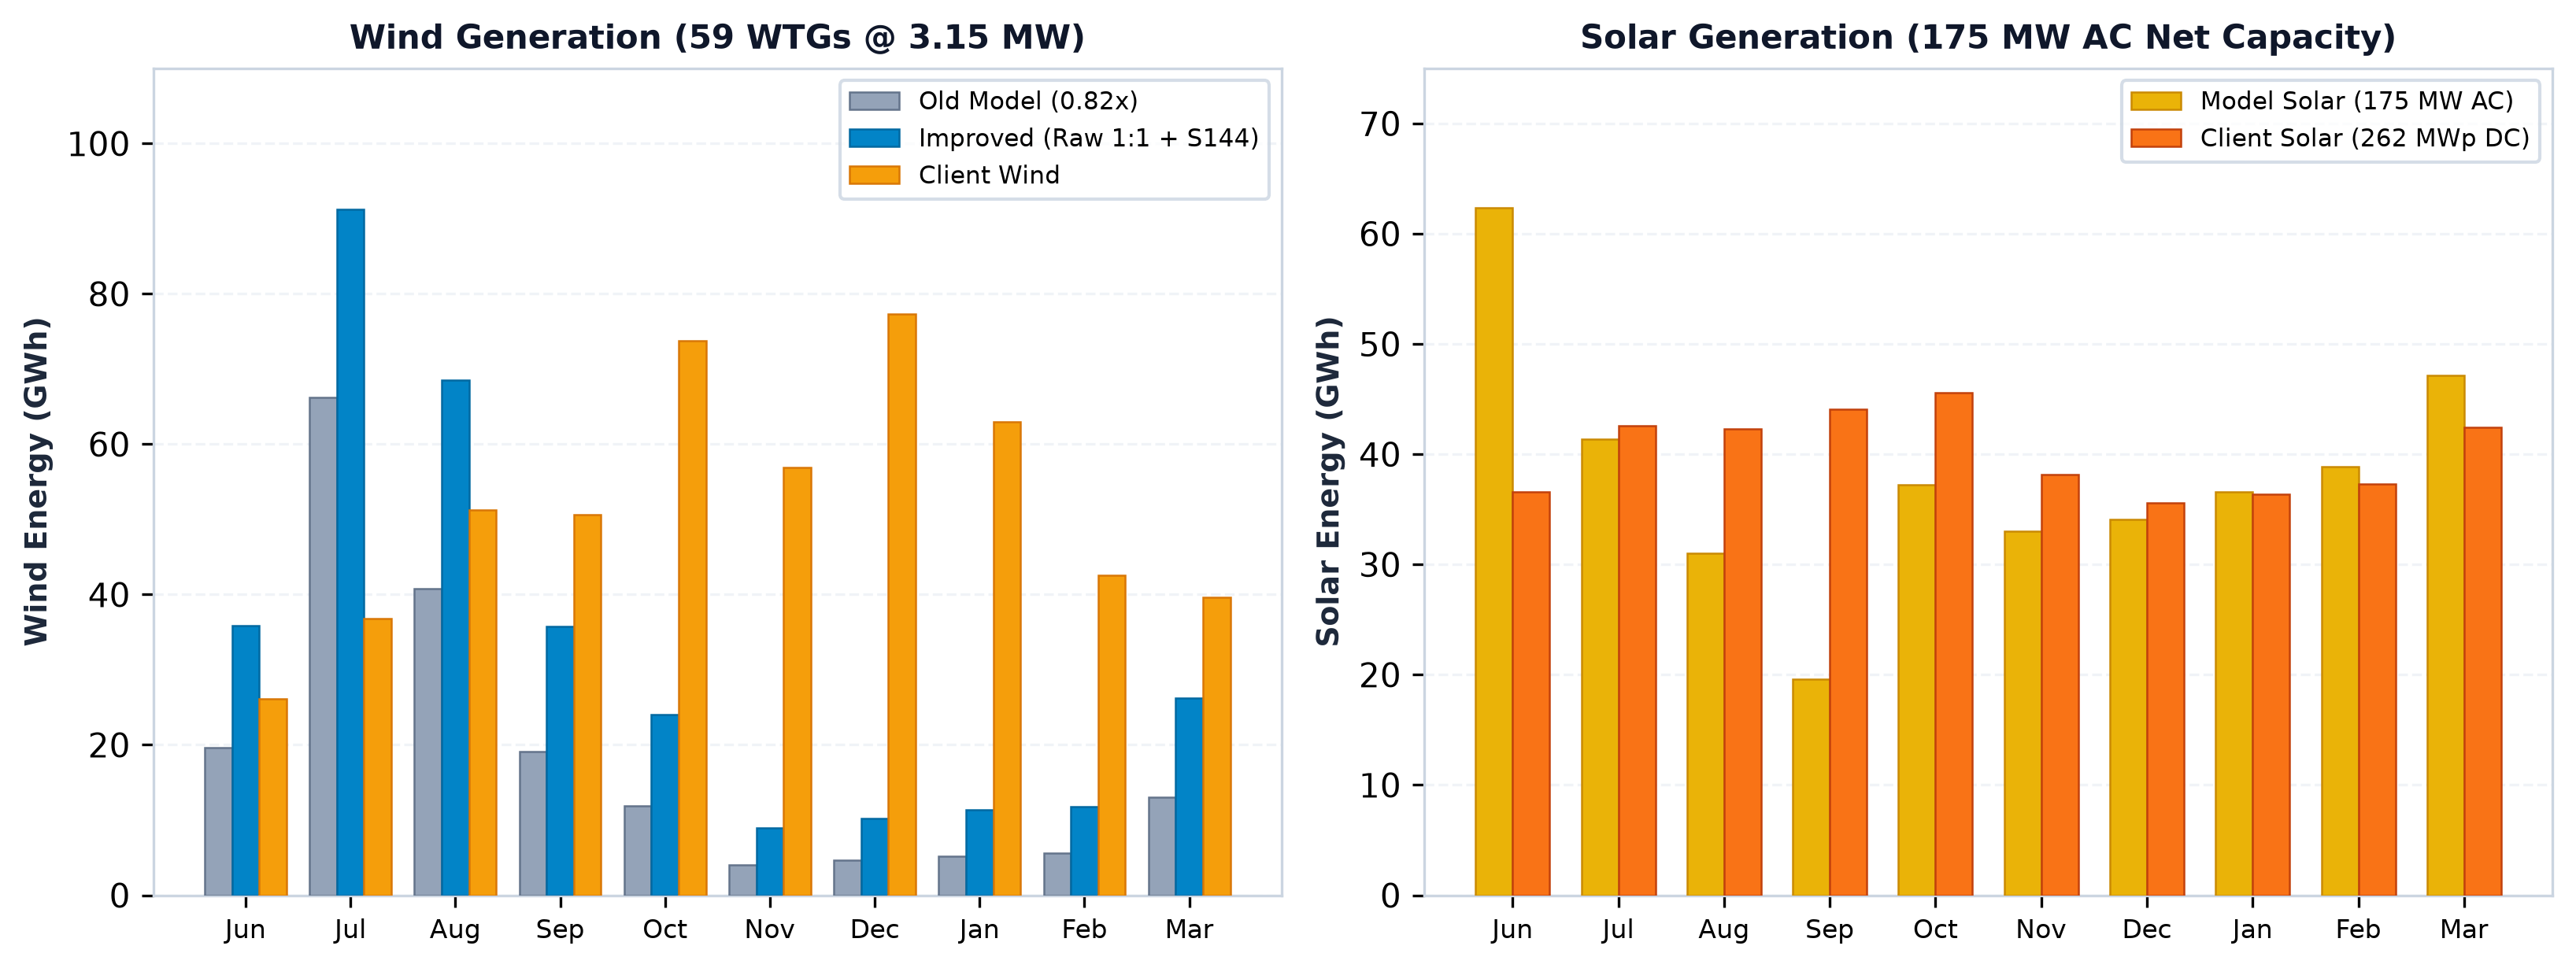 Wind Generation (59 WTGs @ 3.15 MW)
Wind Energy (GWh)
100
80
60
40
20
0
Old Model (0.82x)
Improved (Raw 1:1 + S144)
Client Wind
Jun Jul Aug Sep Oct Nov Dec Jan Feb Mar
Solar Generation (175 MW AC Net Capacity)
Solar Energy (GWh)
70
60
50
40
30
20
10
0
Model Solar (175 MW AC)
Client Solar (262 MWp DC)
Jun Jul Aug Sep Oct Nov Dec Jan Feb Mar